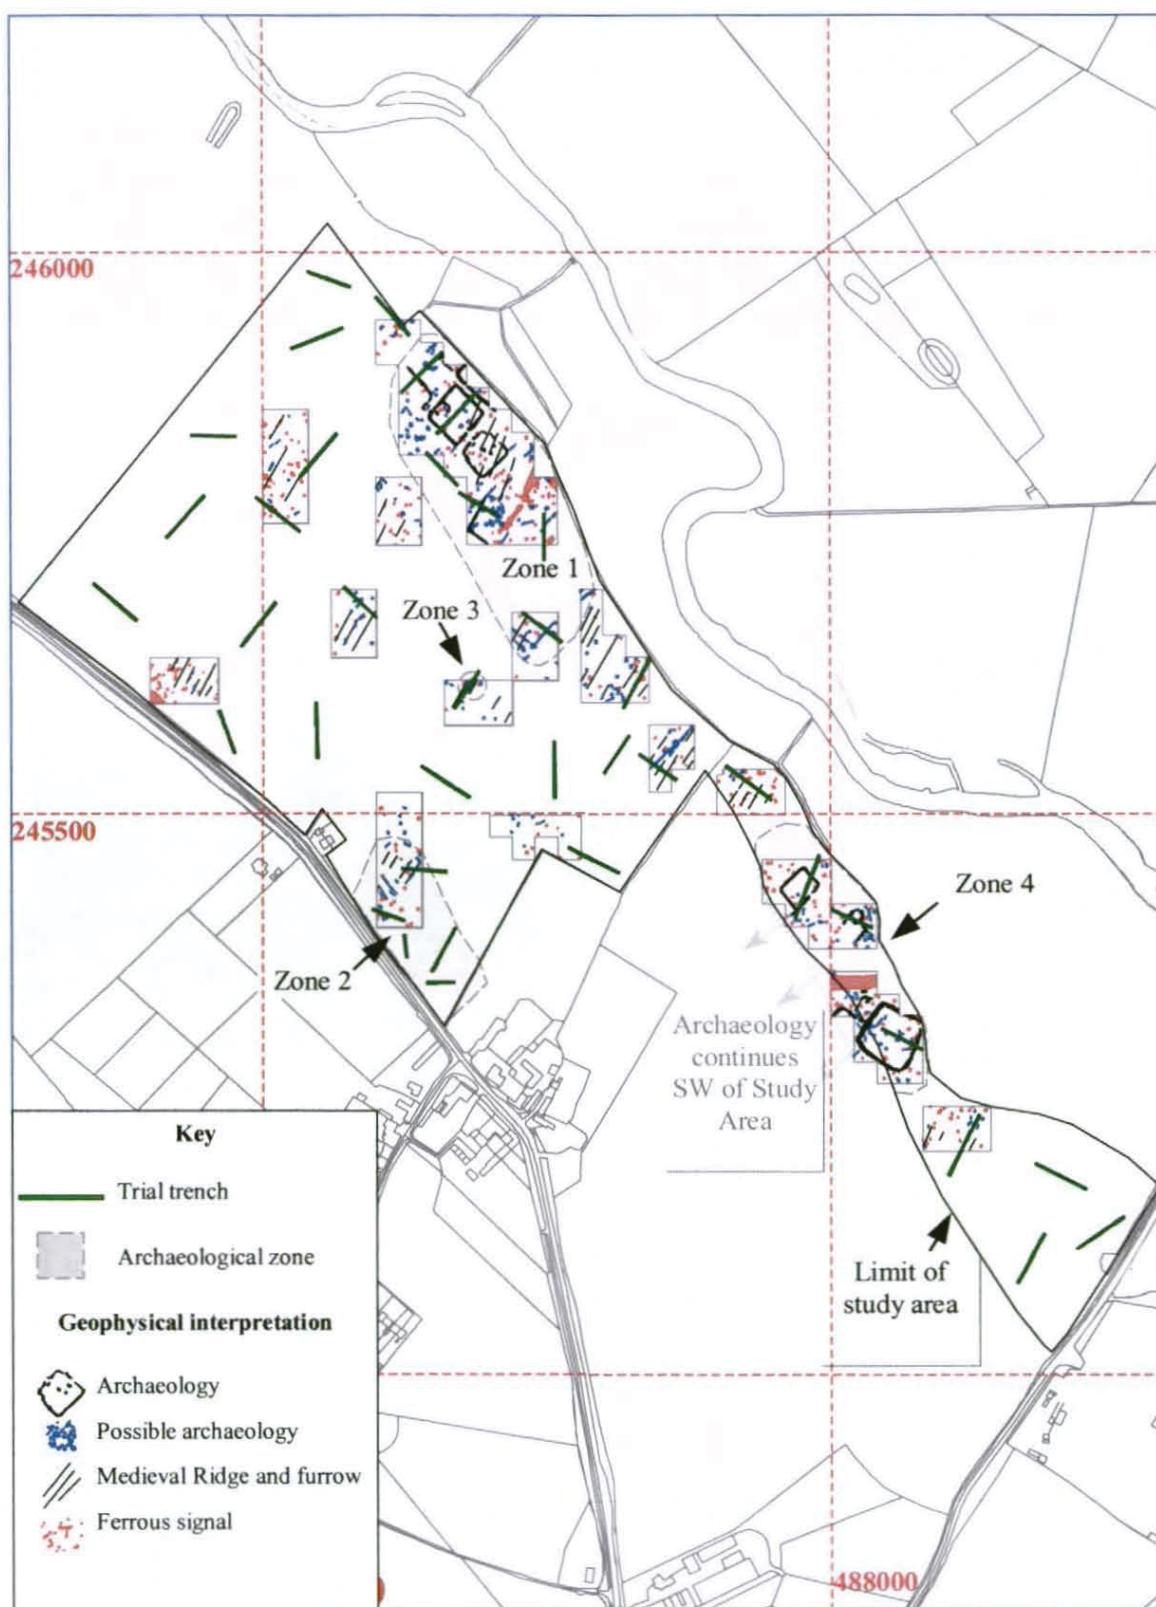 246000
Zone 1
Zone 3
245500
Zone 4
Zone 2
Archaeology
continues
SW of Study
Area
Key
Trial trench
Archaeological zone
Limit of
study area
Geophysical interpretation
Archaeology
Possible archaeology
Medieval Ridge and furrow
Ferrous signal
488000